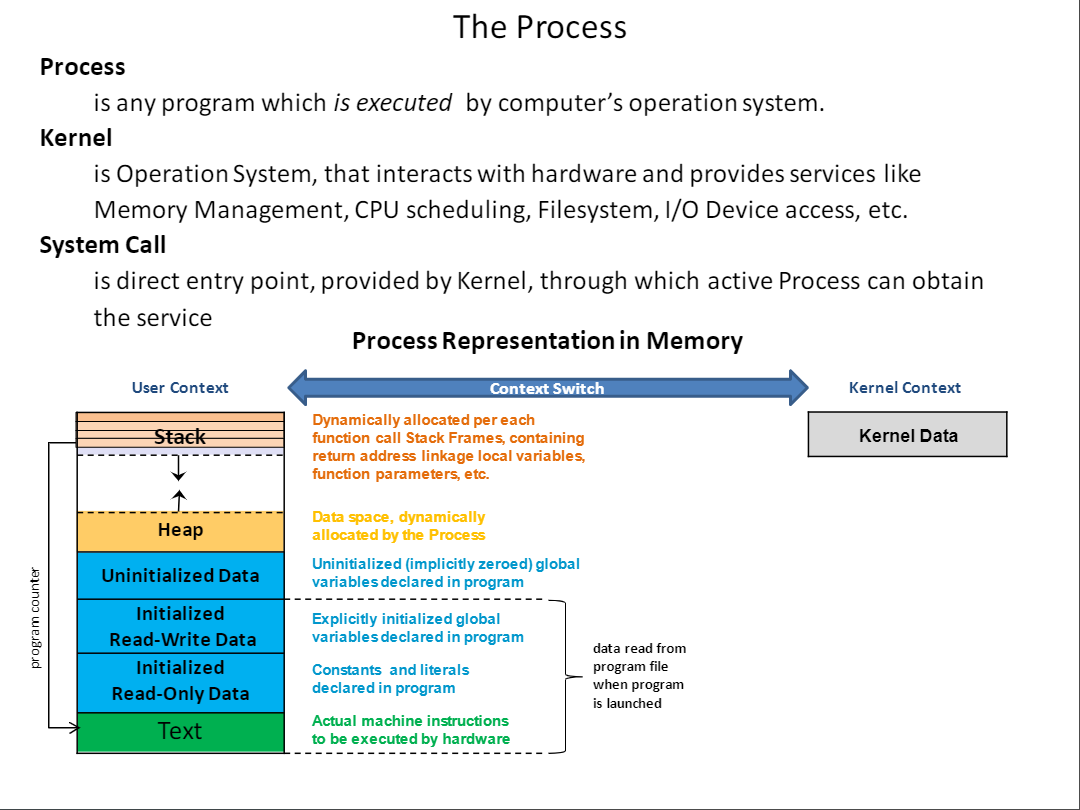 The Process
Process
is any program which is executed by computer’s operation system.
Kernel
is Operation System, that interacts with hardware and provides services like
Memory Management, CPU scheduling, Filesystem, I/O Device access, etc.
System Call
is direct entry point, provided by Kernel, through which active Process can obtain
the service
Process Representation in Memory
User Context
Context Switch
Kernel Context
Stack
Dynamically allocated per each
function call Stack Frames, containing
return address linkage local variables,
function parameters, etc.
Kernel Data
Heap
Data space, dynamically
allocated by the Process
Uninitialized Data
Uninitialized (implicitly zeroed) global
variables declared in program
Initialized
Read-Write Data
Explicitly initialized global
variables declared in program
Initialized
Read-Only Data
Constants and literals
declared in program
Text
Actual machine instructions
to be executed by hardware
program counter
data read from
program file
when program
is launched